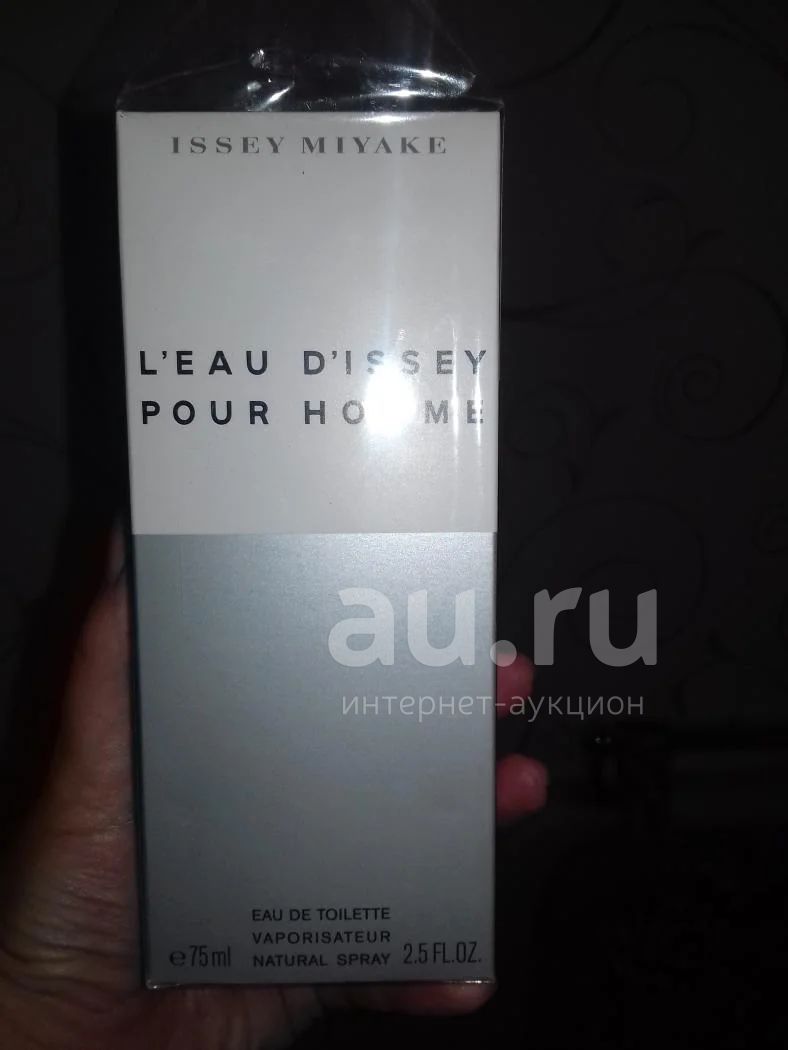 ISSEY MIYAKE
L'EAU D'ISSEY
POUR HOMME
au.ru
интернет-аукцион
EAU DE TOILETTE
VAPORISATEUR
e75ml NATURAL SPRAY 2.5 FL.OZ.